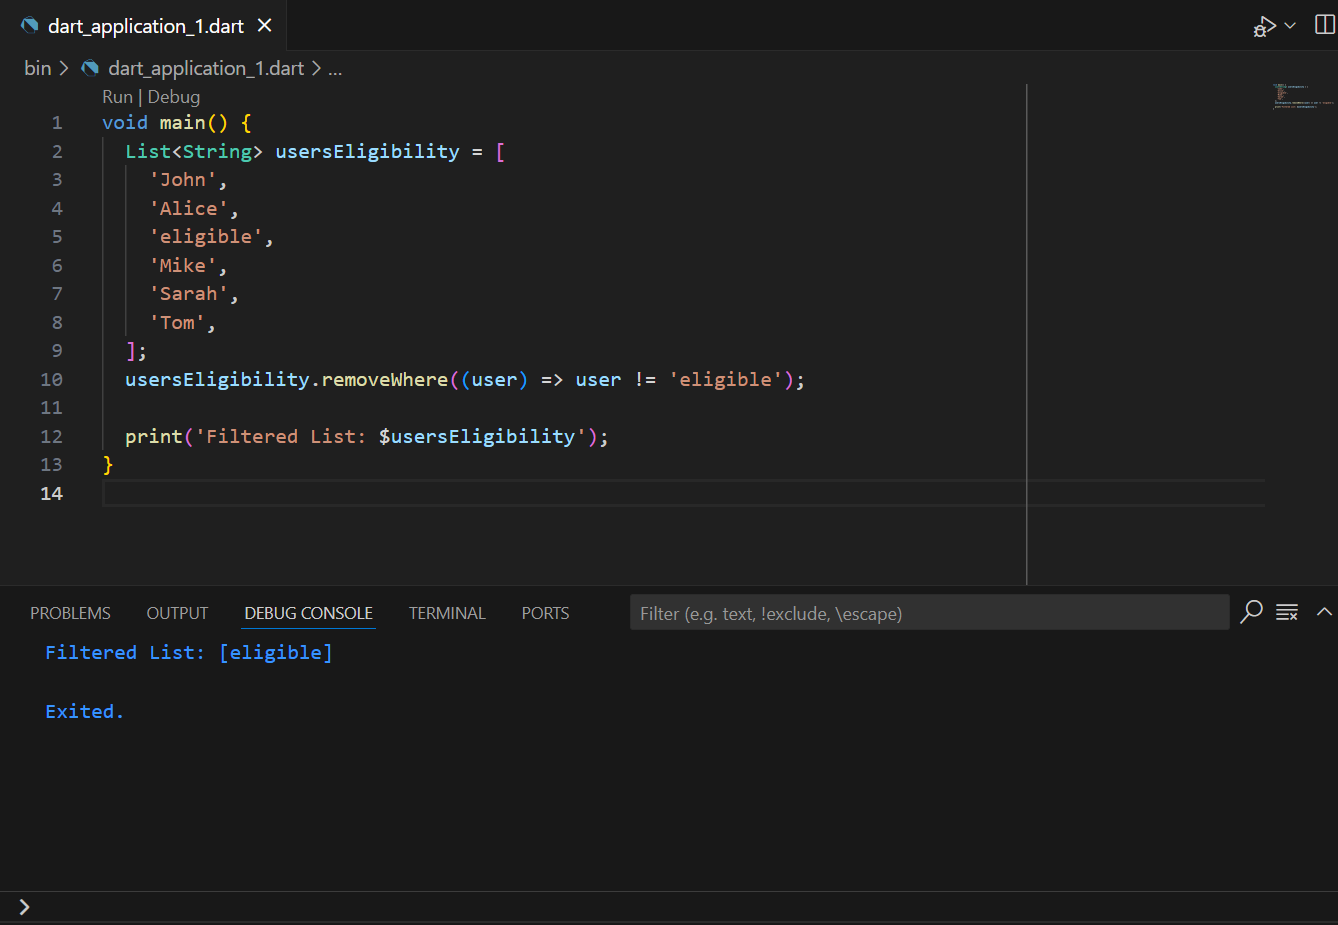 dart_application_1.dart
bin > dart_application_1.dart > ...
Run | Debug
1 void main() {
2 List<String> usersEligibility = [
3 'John',
4 'Alice',
5 'eligible',
6 'Mike',
7 'Sarah',
8 'Tom',
9 ];
10 usersEligibility.removeWhere((user) => user != 'eligible');
11
12 print('Filtered List: $usersEligibility');
13 }
14
PROBLEMS OUTPUT DEBUG CONSOLE TERMINAL PORTS Filter (e.g. text, !exclude, \escape)
Filtered List: [eligible]
Exited.